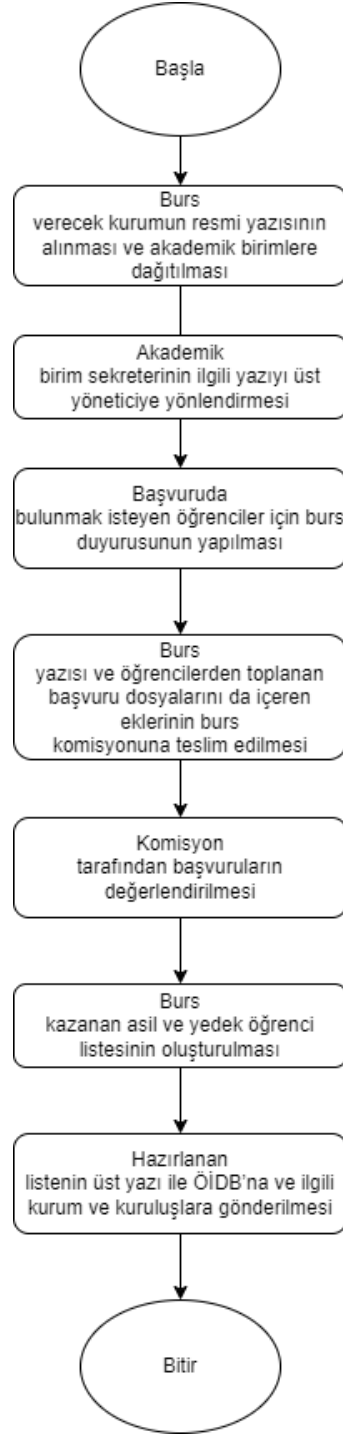 Başla
Burs
verecek kurumun resmi yazısının
alınması ve akademik birimlere
dağıtılması
Akademik
birim sekreterinin ilgili yazıyı üst
yöneticiye yönlendirmesi
Başvuruda
bulunmak isteyen öğrenciler için burs
duyurusunun yapılması
Burs
yazısı ve öğrencilerden toplanan
başvuru dosyalarını da içeren
eklerinin burs
komisyonuna teslim edilmesi
Komisyon
tarafından başvuruların
değerlendirilmesi
Burs
kazanan asil ve yedek öğrenci
listesinin oluşturulması
Hazırlanan
listenin üst yazı ile ÖİDB’na ve ilgili
kurum ve kuruluşlara gönderilmesi
Bitir